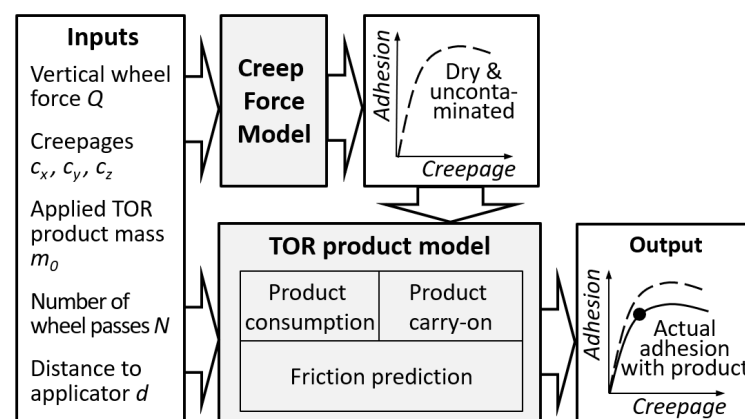 Inputs
Vertical wheel
force Q
Creepages
cx, cy, cz
Applied TOR
product mass
m0
Number of
wheel passes N
Distance to
applicator d
Creep
Force
Model
Adhesion
Dry &
unconta-
minated
Creepage
TOR product model
Product
consumption
Product
carry-on
Friction prediction
Output
Adhesion
Actual
adhesion
with product
Creepage